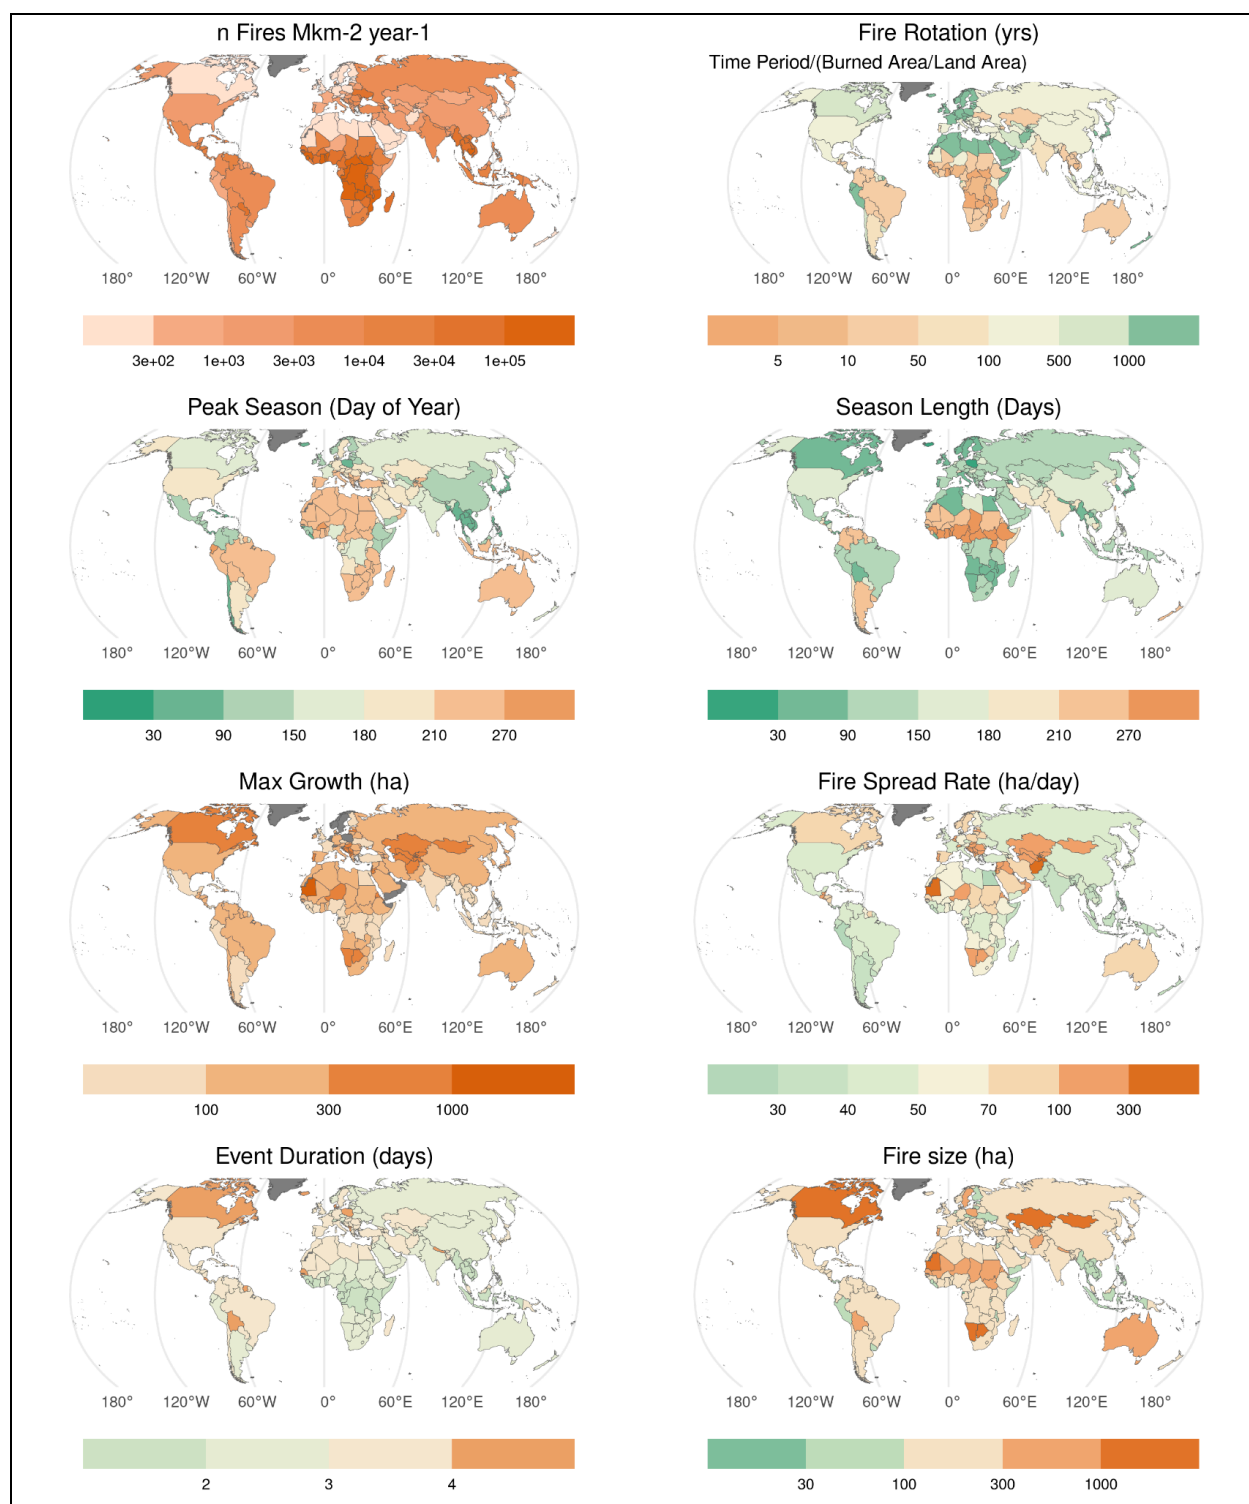 n Fires Mkm-2 year-1
180° 120°W 60°W 0° 60°E 120°E 180°
3e+02 1e+03 3e+03 1e+04 3e+04 1e+05
Fire Rotation (yrs)
Time Period/(Burned Area/Land Area)
180° 120°W 60°W 0° 60°E 120°E 180°
5 10 50 100 500 1000
Peak Season (Day of Year)
180° 120°W 60°W 0° 60°E 120°E 180°
30 90 150 180 210 270
Season Length (Days)
180° 120°W 60°W 0° 60°E 120°E 180°
30 90 150 180 210 270
Max Growth (ha)
180° 120°W 60°W 0° 60°E 120°E 180°
100 300 1000
Fire Spread Rate (ha/day)
180° 120°W 60°W 0° 60°E 120°E 180°
30 40 50 70 100 300
Event Duration (days)
180° 120°W 60°W 0° 60°E 120°E 180°
2 3 4
Fire size (ha)
180° 120°W 60°W 0° 60°E 120°E 180°
30 100 300 1000